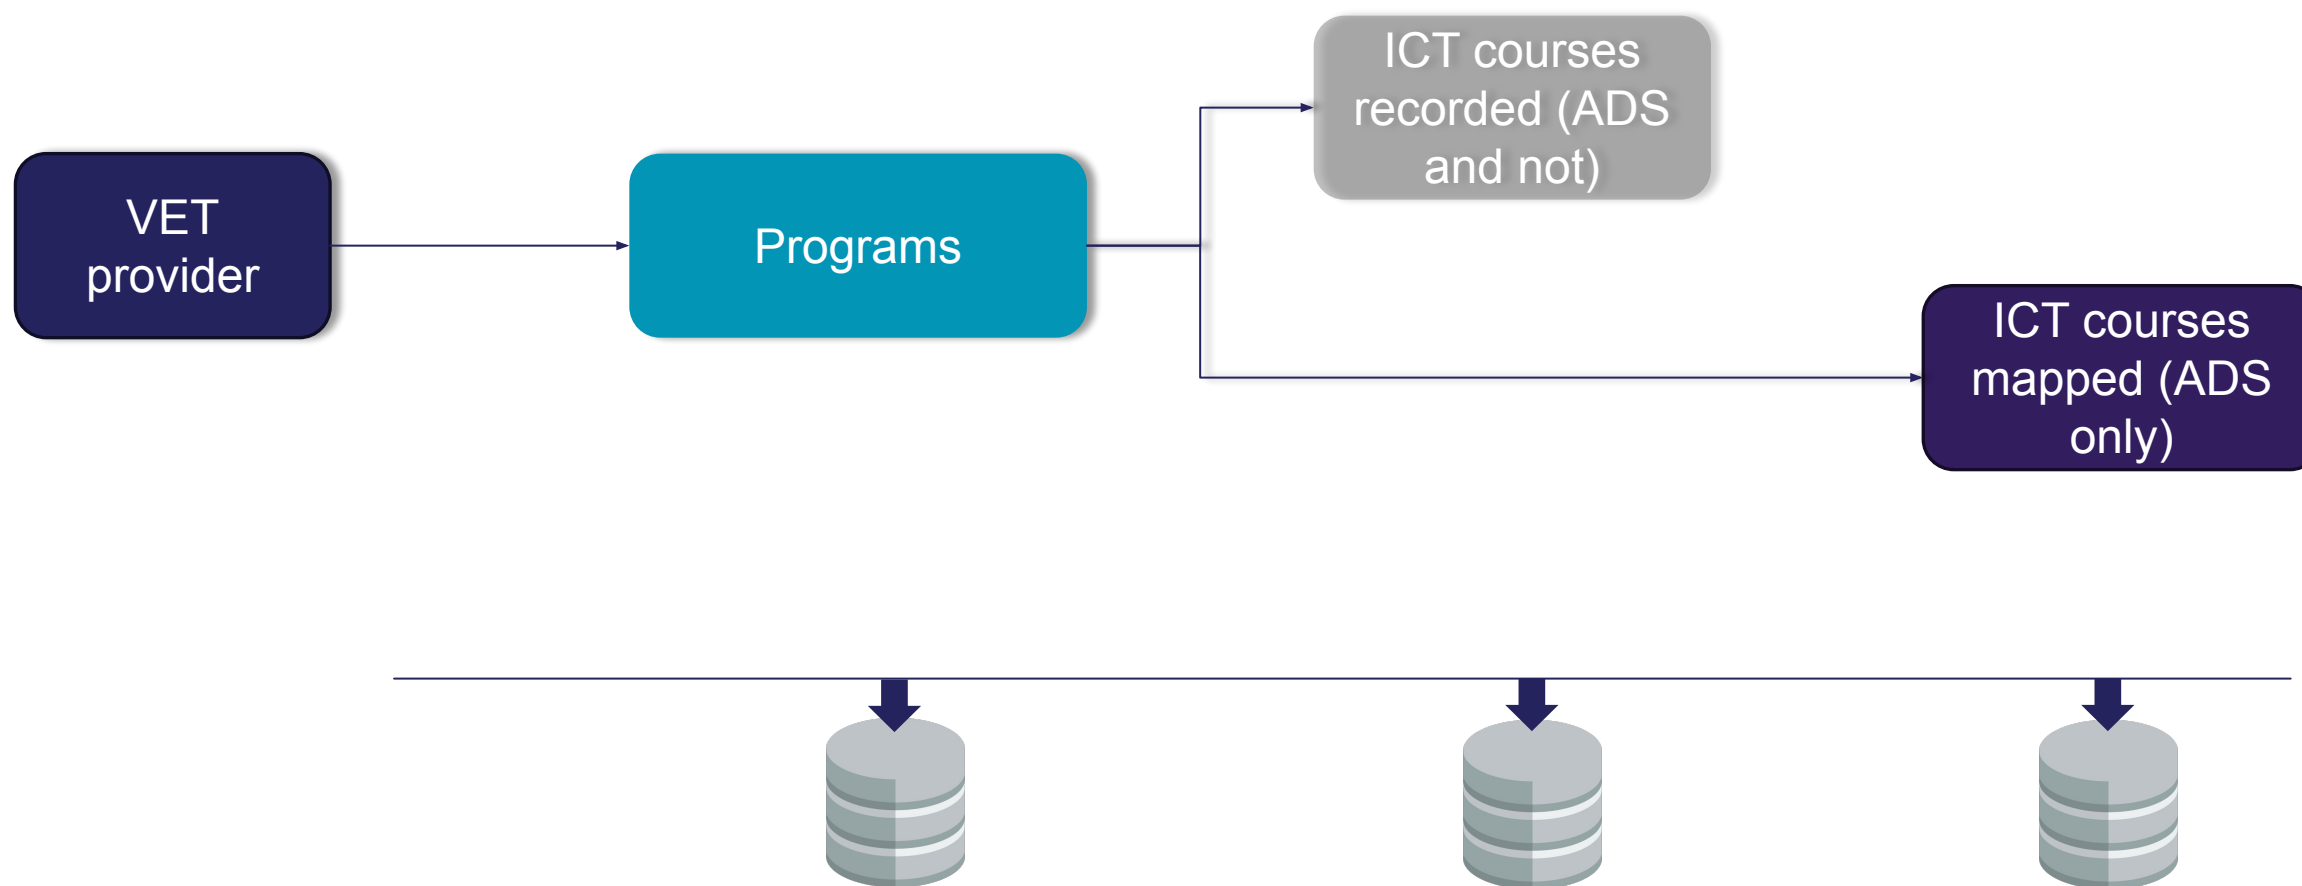 VET
provider
Programs
ICT courses
recorded (ADS
and not)
ICT courses
mapped (ADS
only)